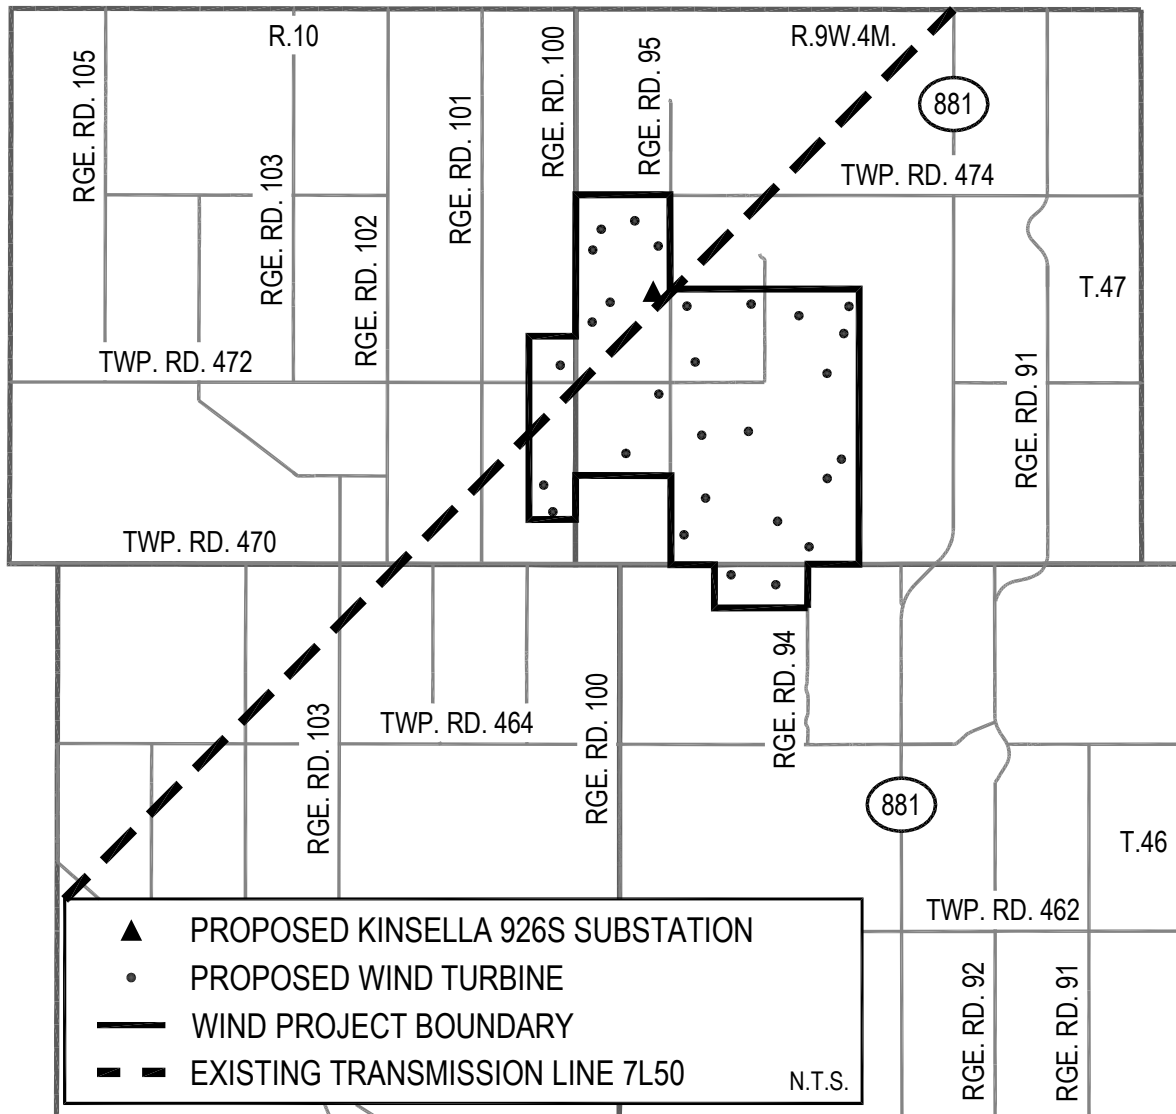 R.10
R.9W.4M.
RGE. RD. 105
RGE. RD. 103
RGE. RD. 102
RGE. RD. 101
RGE. RD. 100
RGE. RD. 95
881
TWP. RD. 474
T.47
TWP. RD. 472
RGE. RD. 91
TWP. RD. 470
RGE. RD. 103
TWP. RD. 464
RGE. RD. 100
RGE. RD. 94
881
T.46
TWP. RD. 462
RGE. RD. 92
RGE. RD. 91
PROPOSED KINSELLA 926S SUBSTATION
PROPOSED WIND TURBINE
WIND PROJECT BOUNDARY
EXISTING TRANSMISSION LINE 7L50
N.T.S.